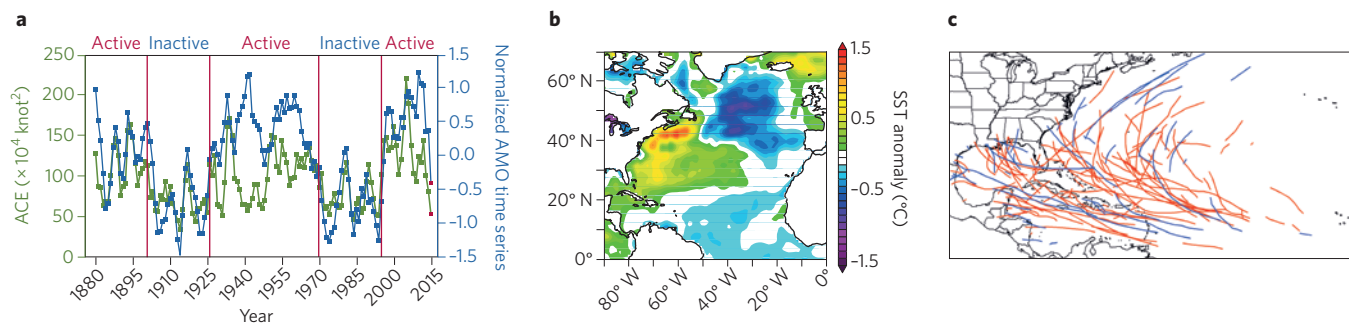 a
Active Inactive Active Inactive Active
ACE (× 10⁴ knot²)
250
200
150
100
50
0
1.5
1.0
0.5
0.0
−0.5
−1.0
−1.5
Normalized AMO time series
1880 1895 1910 1925 1940 1955 1970 1985 2000 2015
Year
b
60° N
40° N
20° N
0°
80° W 60° W 40° W 20° W 0°
1.5
0.5
−0.5
−1.5
SST anomaly (°C)
c